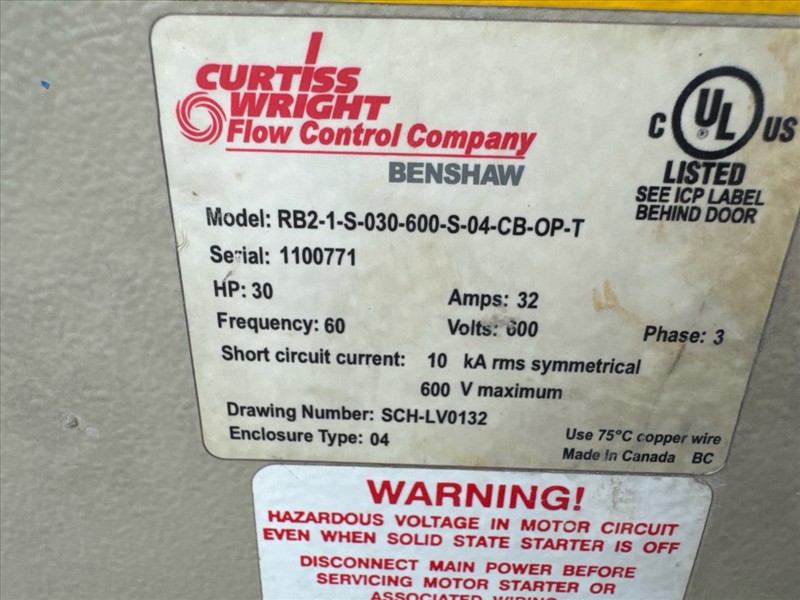 CURTISS
WRIGHT
Flow Control Company
BENSHAW
C UL US
®
LISTED
SEE ICP LABEL
BEHIND DOOR
Model: RB2-1-S-030-600-S-04-CB-OP-T
Serial: 1100771
HP: 30 Amps: 32
Frequency: 60 Volts: 600 Phase: 3
Short circuit current: 10 kA rms symmetrical
600 V maximum
Drawing Number: SCH-LV0132
Enclosure Type: 04
Use 75°C copper wire
Made In Canada BC
WARNING!
HAZARDOUS VOLTAGE IN MOTOR CIRCUIT
EVEN WHEN SOLID STATE STARTER IS OFF
DISCONNECT MAIN POWER BEFORE
SERVICING MOTOR STARTER OR
ASSOCIATED WIRING